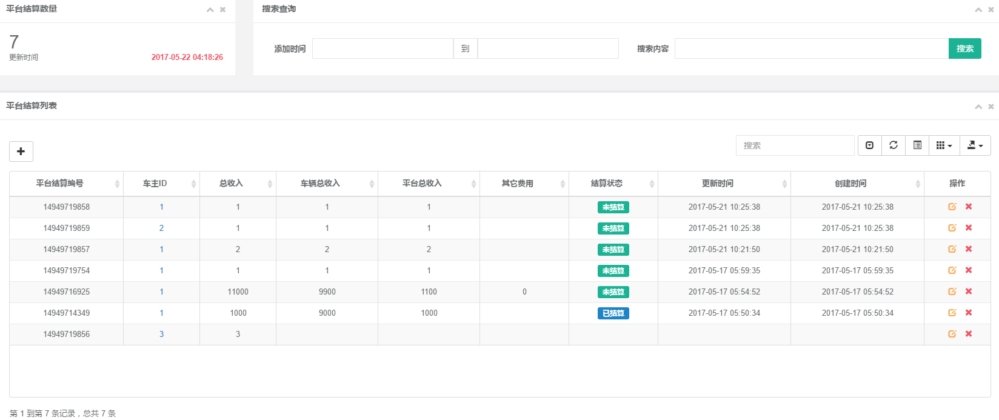 平台结算数量
7
更新时间 2017-05-22 04:18:26
搜索查询
添加时间 到 搜索内容 搜索
平台结算列表
搜索
平台结算编号 车主ID 总收入 车辆总收入 平台总收入 其它费用 结算状态 更新时间 创建时间 操作
14949719858 1 1 1 1 未结算 2017-05-21 10:25:38 2017-05-21 10:25:38
14949719859 2 1 1 1 未结算 2017-05-21 10:25:38 2017-05-21 10:25:38
14949719857 1 2 2 2 未结算 2017-05-21 10:21:50 2017-05-21 10:21:50
14949719754 1 1 1 1 未结算 2017-05-17 05:59:35 2017-05-17 05:59:35
14949716925 1 11000 9900 1100 0 未结算 2017-05-17 05:54:52 2017-05-17 05:54:52
14949714349 1 1000 9000 1000 已结算 2017-05-17 05:50:34 2017-05-17 05:50:34
14949719856 3 3
第 1 到第 7 条记录，总共 7 条